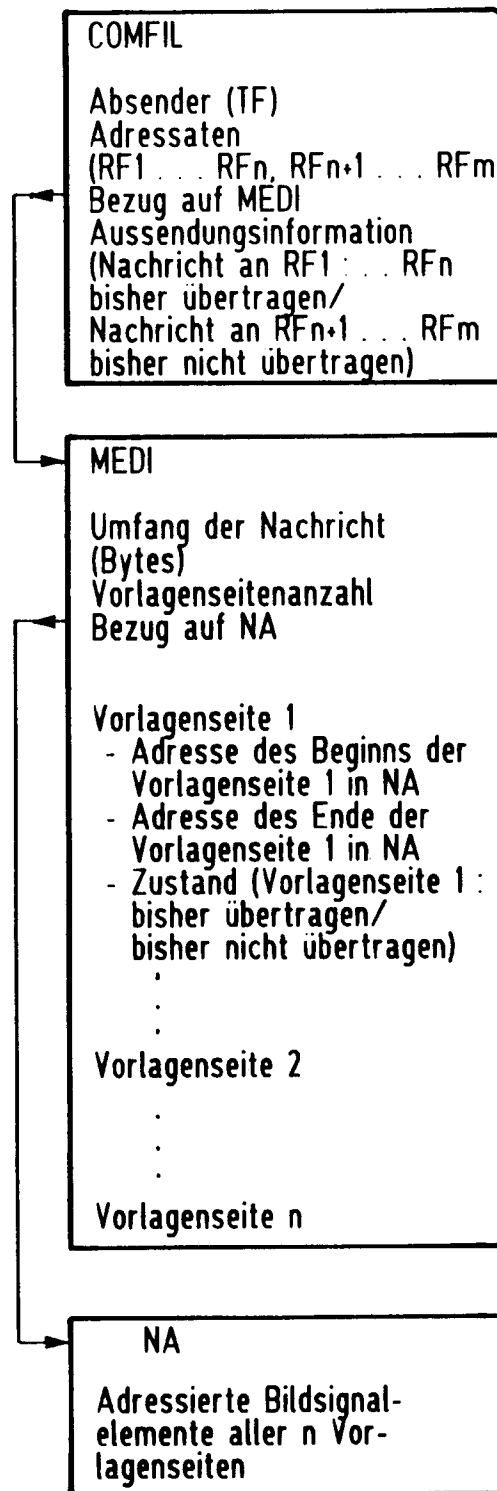 COMFIL
Absender (TF)
Adressaten
(RF1 . . . RFn, RFn+1 . . . RFm
Bezug auf MEDI
Aussendungsinformation
(Nachricht an RF1 : . . RFn
bisher übertragen/
Nachricht an RFn+1 . . . RFm
bisher nicht übertragen)
MEDI
Umfang der Nachricht
(Bytes)
Vorlagenseitenanzahl
Bezug auf NA
Vorlagenseite 1
- Adresse des Beginns der
Vorlagenseite 1 in NA
- Adresse des Ende der
Vorlagenseite 1 in NA
- Zustand (Vorlagenseite 1 :
bisher übertragen/
bisher nicht übertragen)
.
.
.
Vorlagenseite 2
.
.
.
Vorlagenseite n
NA
Adressierte Bildsignal-
elemente aller n Vor-
lagenseiten